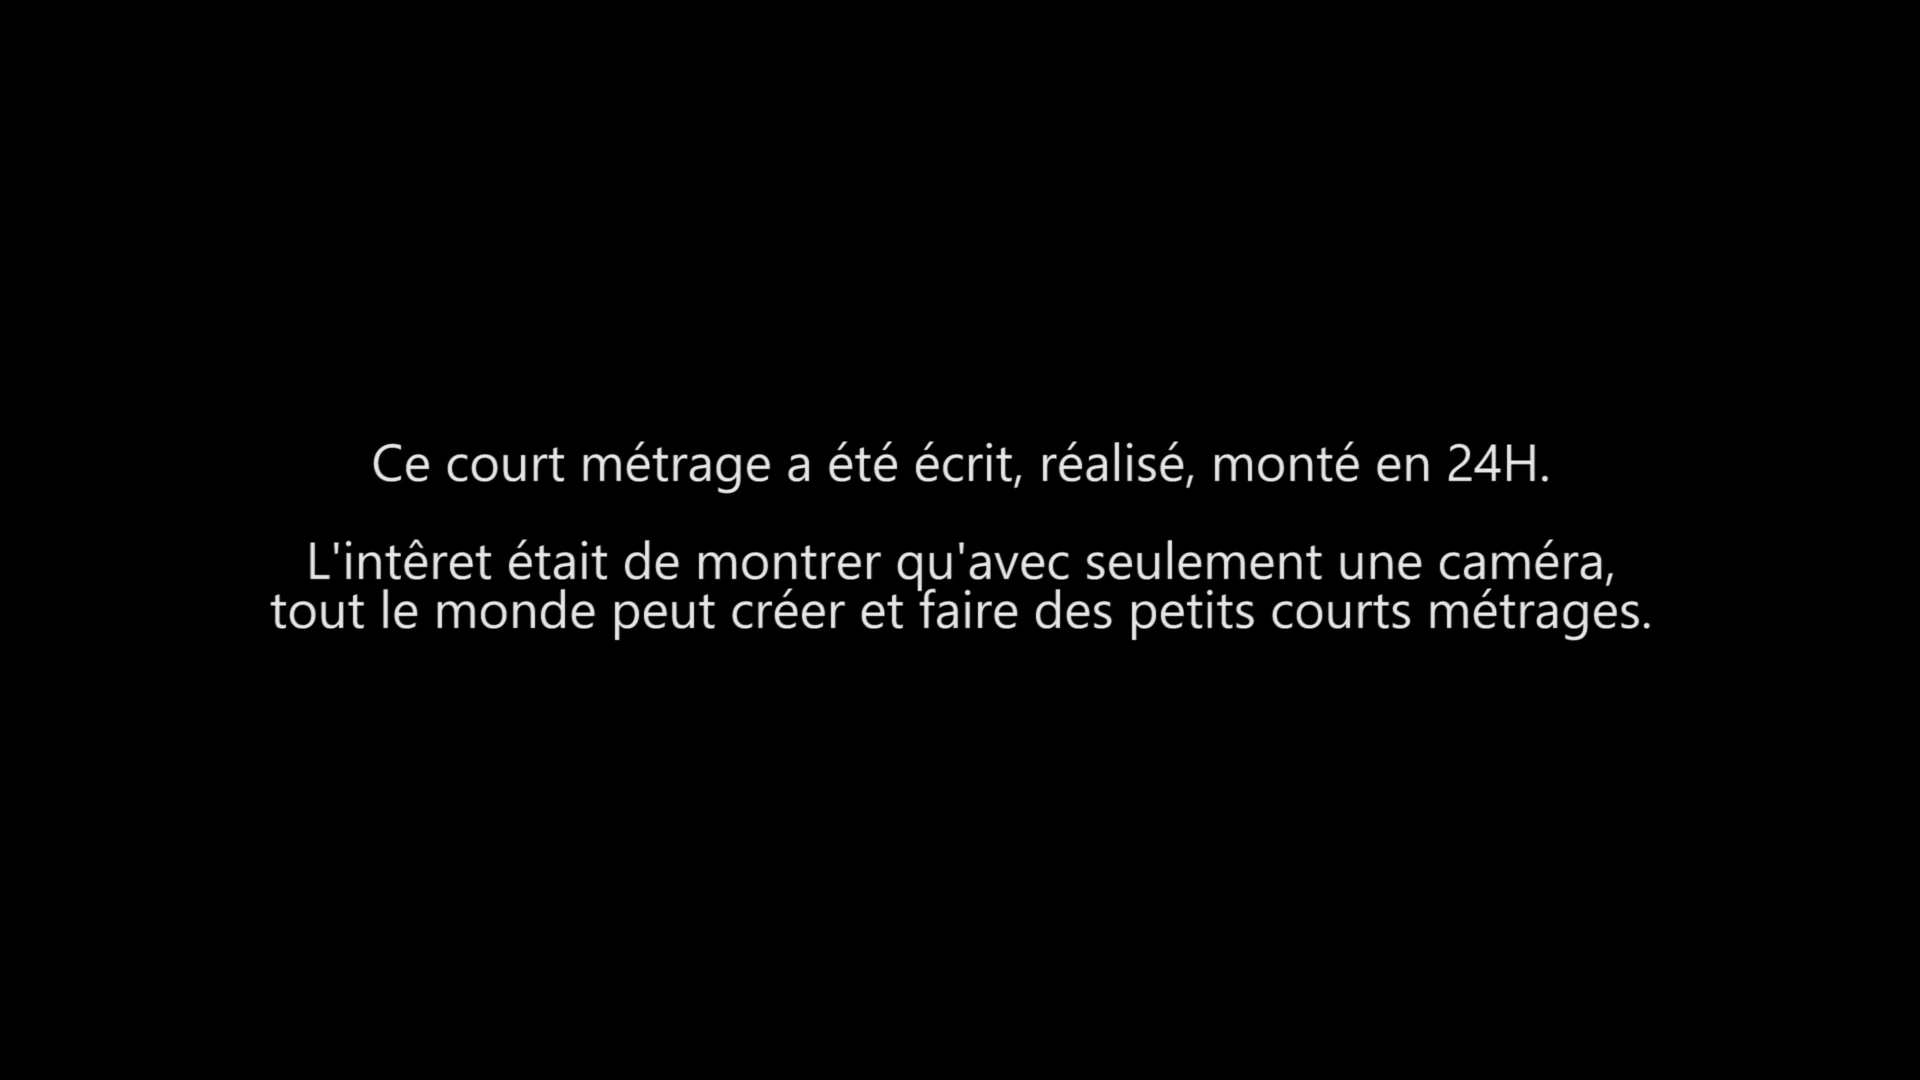 Ce court métrage a été écrit, réalisé, monté en 24H.
L'intêret était de montrer qu'avec seulement une caméra,
tout le monde peut créer et faire des petits courts métrages.